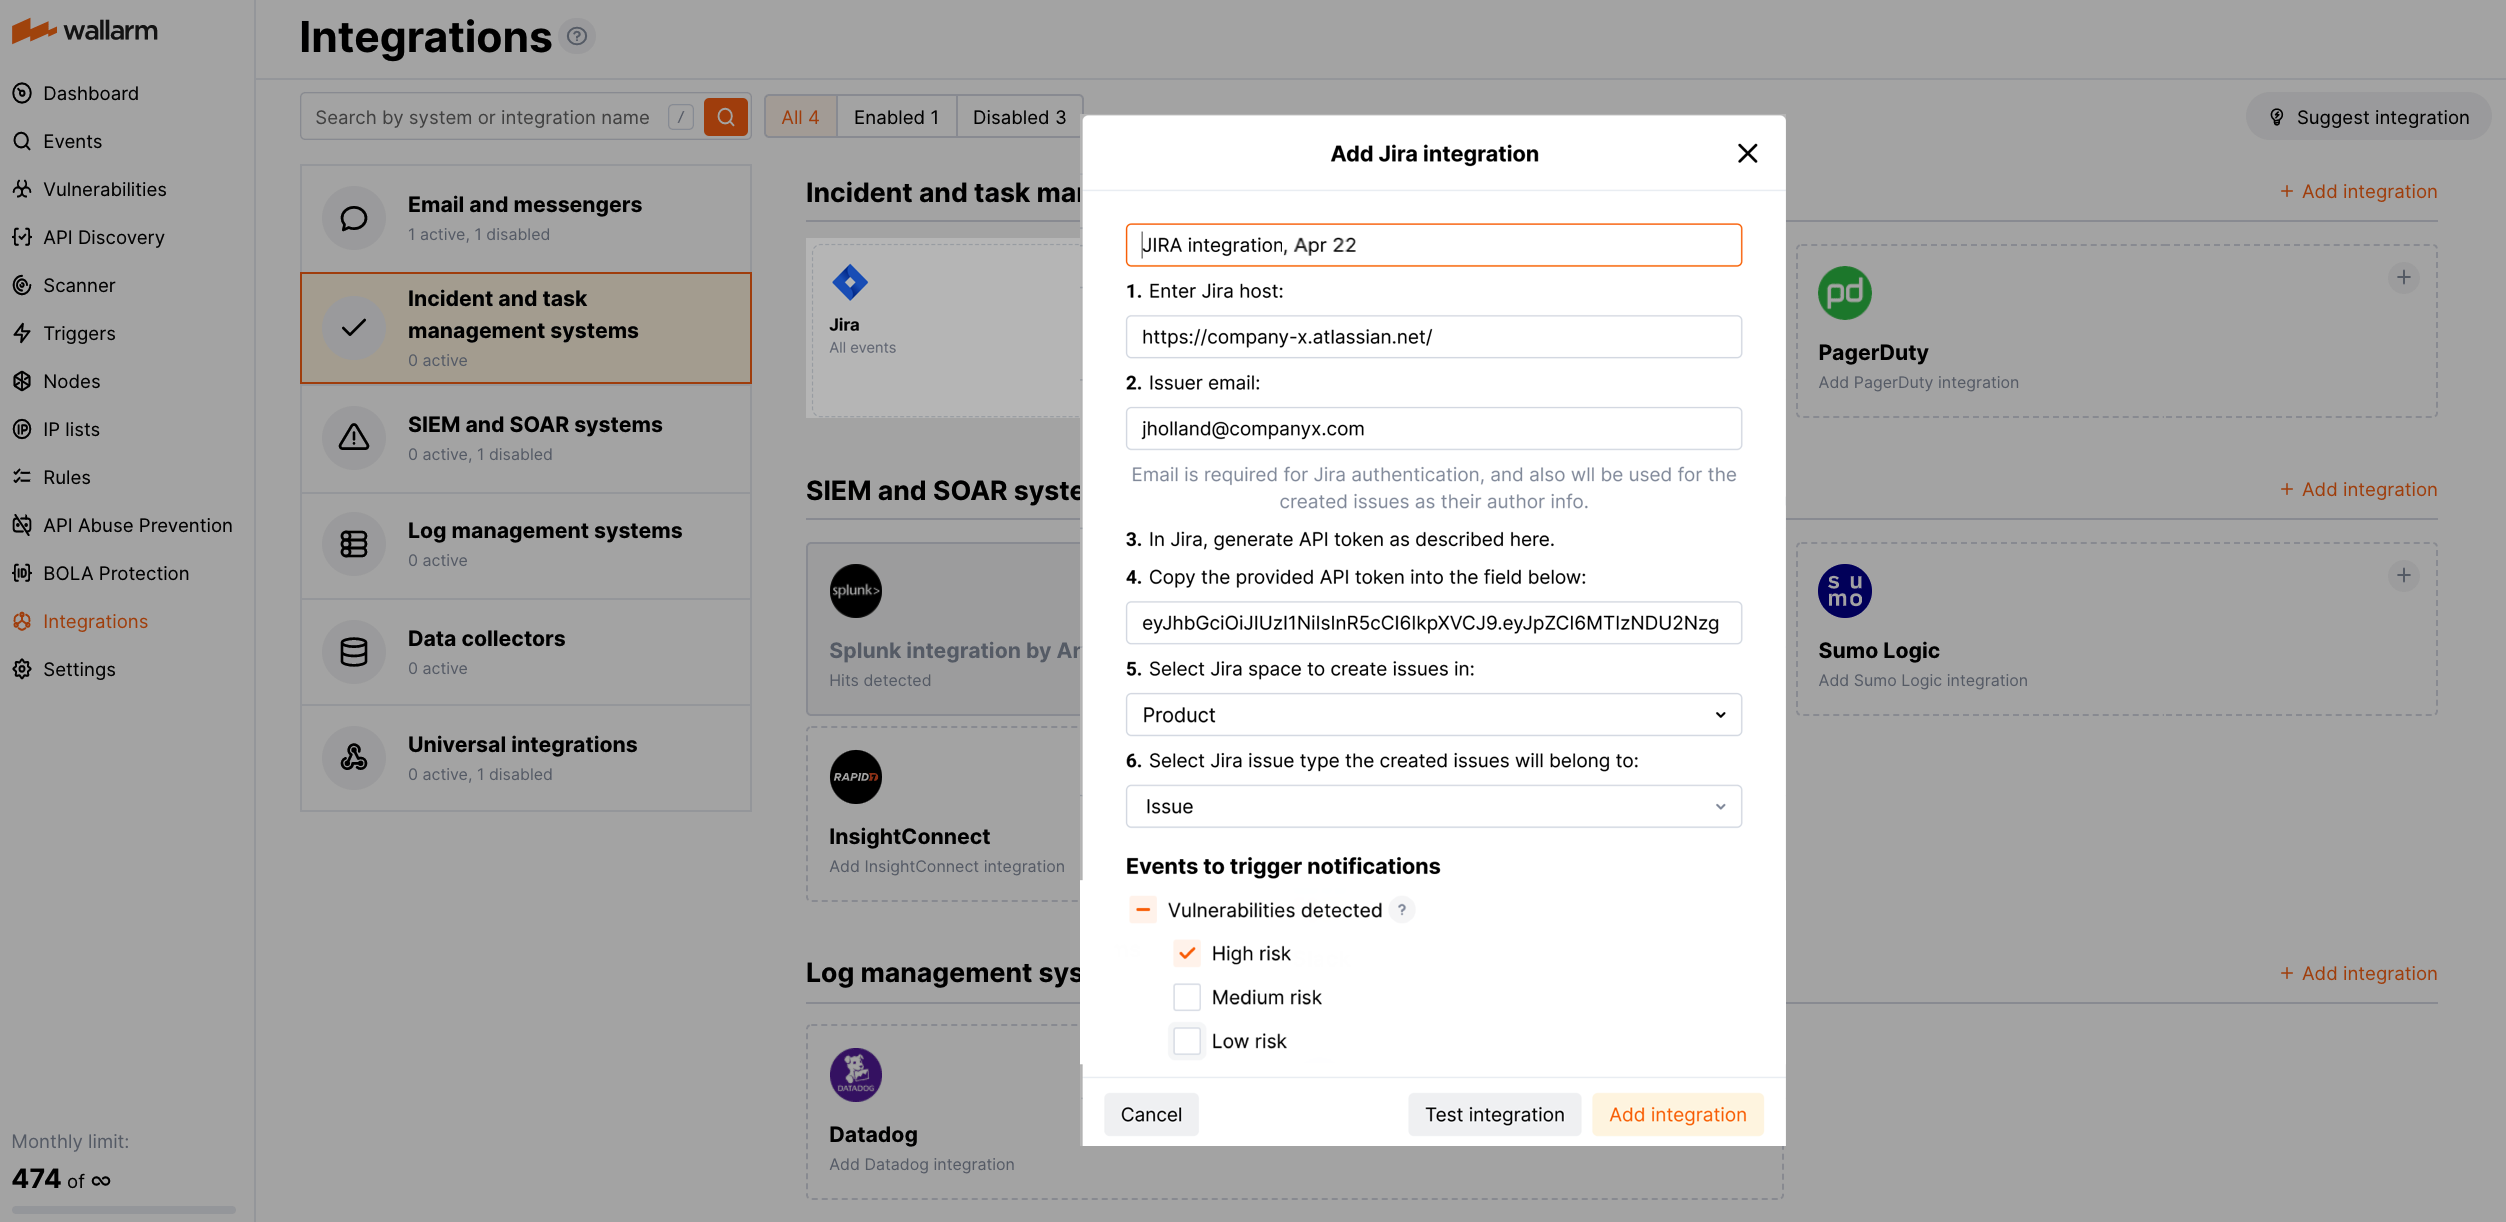 wallarm
Dashboard
Events
Vulnerabilities
API Discovery
Scanner
Triggers
Nodes
IP lists
Rules
API Abuse Prevention
BOLA Protection
Integrations
Settings
Monthly limit:
474 of ∞
Integrations ?
Search by system or integration name /
All 4 Enabled 1 Disabled 3
Suggest integration
Email and messengers
1 active, 1 disabled
Incident and task
management systems
0 active
SIEM and SOAR systems
0 active, 1 disabled
Log management systems
0 active
Data collectors
0 active
Universal integrations
0 active, 1 disabled
Incident and task ma
+ Add integration
Jira
All events
pd
PagerDuty
Add PagerDuty integration
SIEM and SOAR syste
+ Add integration
splunk>
Splunk integration by Ar
Hits detected
sumo
Sumo Logic
Add Sumo Logic integration
RAPID7
InsightConnect
Add InsightConnect integration
Log management sys
+ Add integration
DATADOG
Datadog
Add Datadog integration
Add Jira integration
JIRA integration, Apr 22
1. Enter Jira host:
https://company-x.atlassian.net/
2. Issuer email:
jholland@companyx.com
Email is required for Jira authentication, and also wll be used for the
created issues as their author info.
3. In Jira, generate API token as described here.
4. Copy the provided API token into the field below:
eyJhbGciOiJIUzI1NiIsInR5cCI6IkpXVCJ9.eyJpZCI6MTIzNDU2Nzg
5. Select Jira space to create issues in:
Product
6. Select Jira issue type the created issues will belong to:
Issue
Events to trigger notifications
Vulnerabilities detected ?
High risk
Medium risk
Low risk
Cancel
Test integration
Add integration